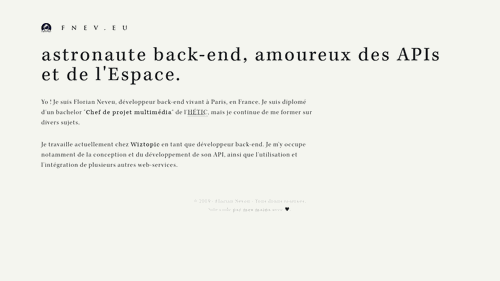 FNEV.EU
astronaute back-end, amoureux des APIs
et de l'Espace.
Yo ! Je suis Florian Neven, développeur back-end vivant à Paris, en France. Je suis diplomé
d'un bachelor "Chef de projet multimédia" de l'HETIC, mais je continue de me former sur
divers sujets.
Je travaille actuellement chez Wiztopic en tant que développeur back-end. Je m'y occupe
notamment de la conception et du développement de son API, ainsi que l'utilisation et
l'intégration de plusieurs autres web-services.
Florian Neven
par mes mains ♥